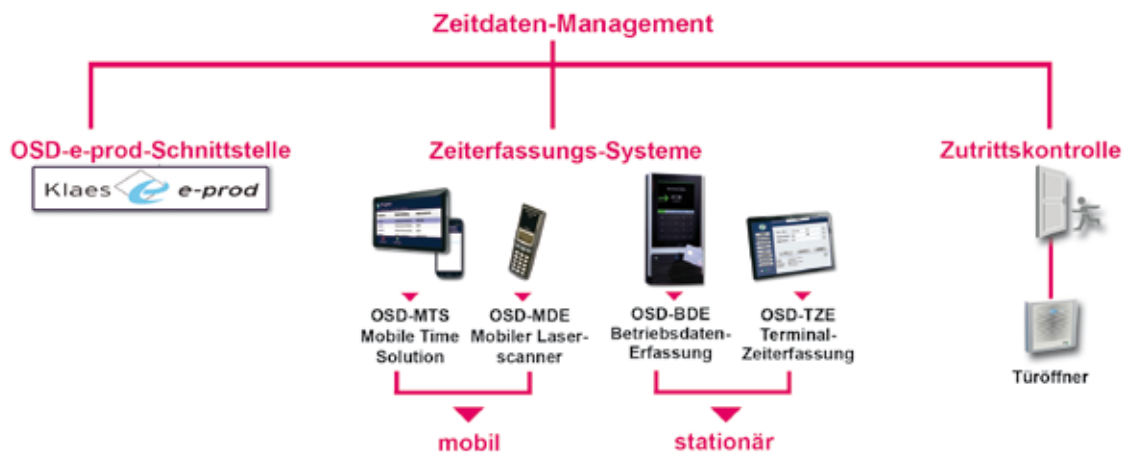 Zeitdaten-Management
OSD-e-prod-Schnittstelle
Klaes e e-prod
Zeiterfassungs-Systeme
Zutrittskontrolle
OSD-MTS
Mobile Time
Solution
OSD-MDE
Mobiler Laser-
scanner
OSD-BDE
Betriebsdaten-
Erfassung
OSD-TZE
Terminal-
Zeiterfassung
Türöffner
mobil
stationär